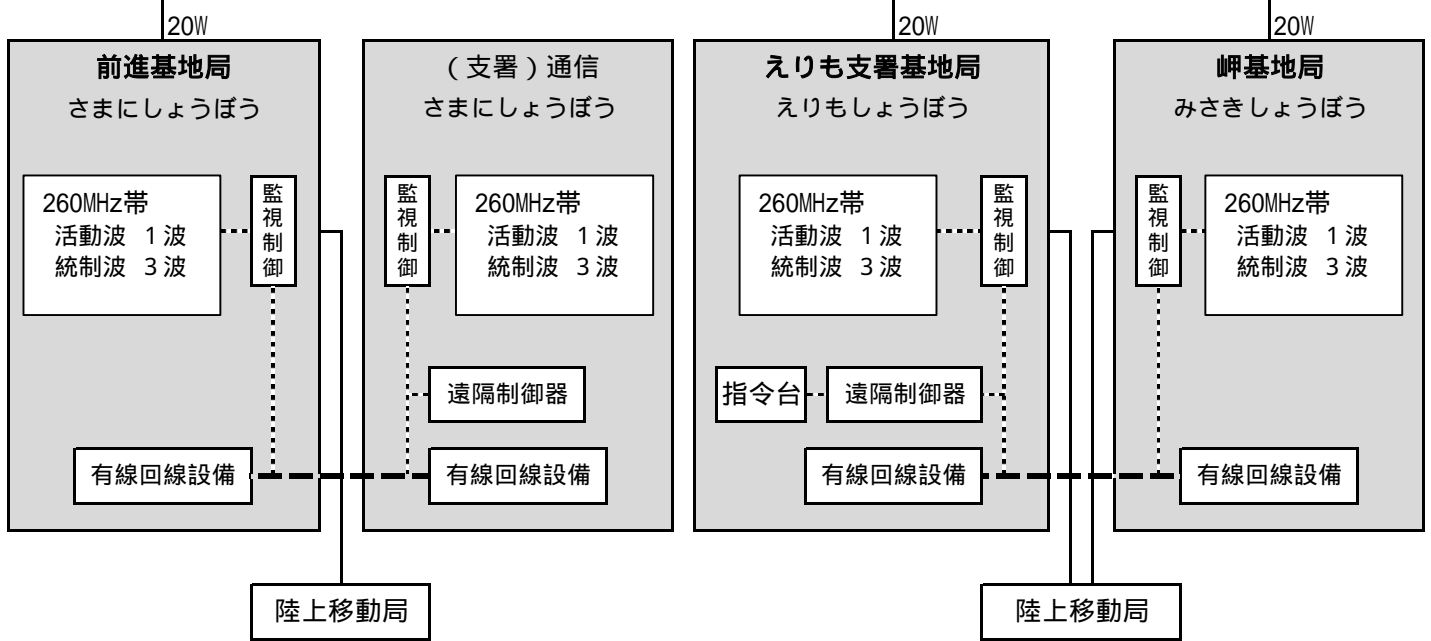 20W
前進基地局
さまにしょうぼう
260MHz帯
活動波 1波
統制波 3波
監視制御
有線回線設備
(支署)通信
さまにしょうぼう
監視制御
260MHz帯
活動波 1波
統制波 3波
遠隔制御器
有線回線設備
陸上移動局
20W
えりも支署基地局
えりもしょうぼう
260MHz帯
活動波 1波
統制波 3波
監視制御
指令台
遠隔制御器
有線回線設備
20W
岬基地局
みさきしょうぼう
監視制御
260MHz帯
活動波 1波
統制波 3波
有線回線設備
陸上移動局